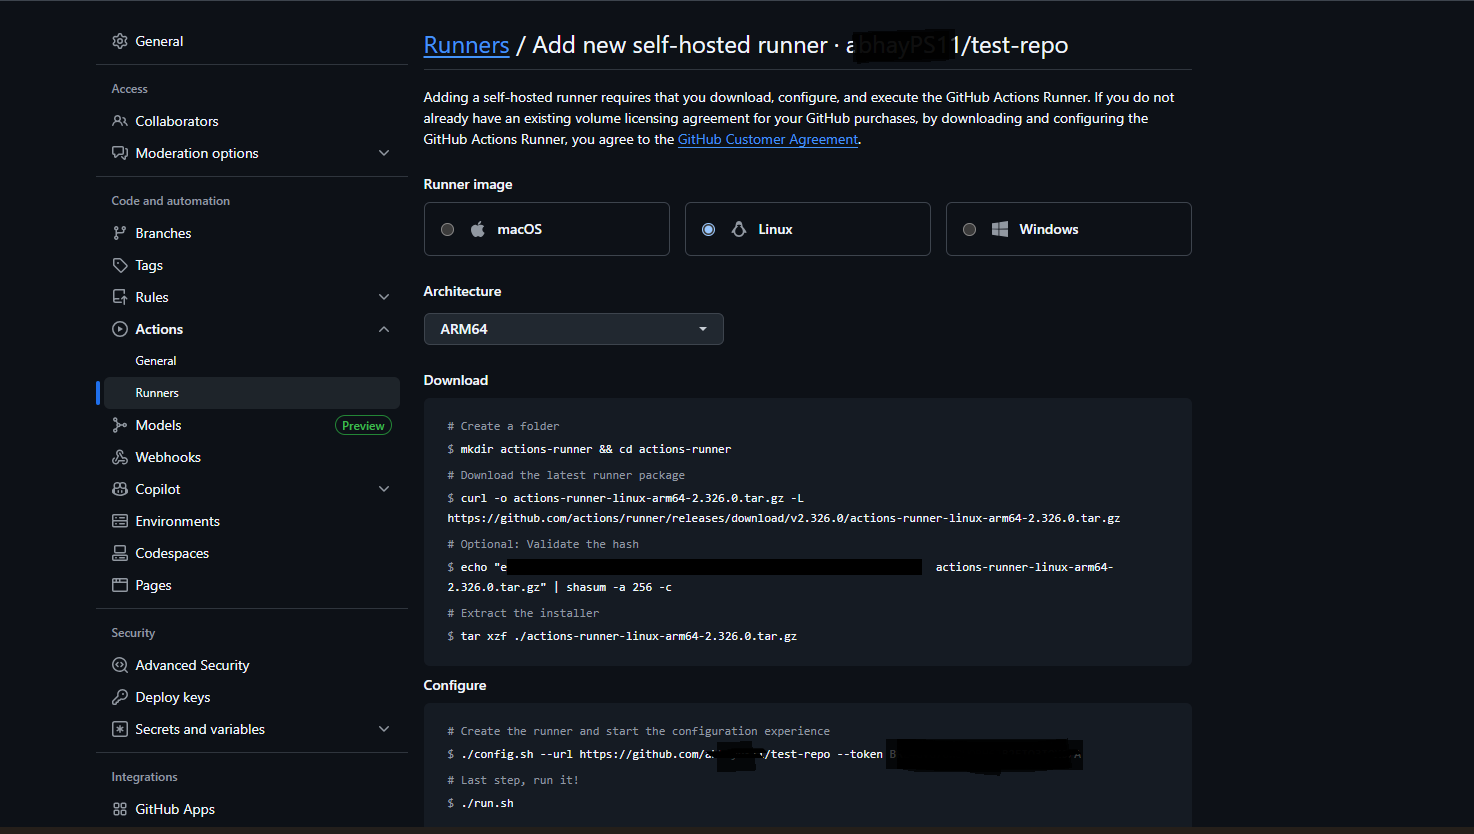 General
Access
Collaborators
Moderation options
Code and automation
Branches
Tags
Rules
Actions
General
Runners
Models Preview
Webhooks
Copilot
Environments
Codespaces
Pages
Security
Advanced Security
Deploy keys
Secrets and variables
Integrations
GitHub Apps
Runners / Add new self-hosted runner · /test-repo
Adding a self-hosted runner requires that you download, configure, and execute the GitHub Actions Runner. If you do not
already have an existing volume licensing agreement for your GitHub purchases, by downloading and configuring the
GitHub Actions Runner, you agree to the GitHub Customer Agreement.
Runner image
macOS
Linux
Windows
Architecture
ARM64
Download
# Create a folder
$ mkdir actions-runner && cd actions-runner
# Download the latest runner package
$ curl -o actions-runner-linux-arm64-2.326.0.tar.gz -L
https://github.com/actions/runner/releases/download/v2.326.0/actions-runner-linux-arm64-2.326.0.tar.gz
# Optional: Validate the hash
$ echo "e actions-runner-linux-arm64-
2.326.0.tar.gz" | shasum -a 256 -c
# Extract the installer
$ tar xzf ./actions-runner-linux-arm64-2.326.0.tar.gz
Configure
# Create the runner and start the configuration experience
$ ./config.sh --url https://github.com/ /test-repo --token
# Last step, run it!
$ ./run.sh